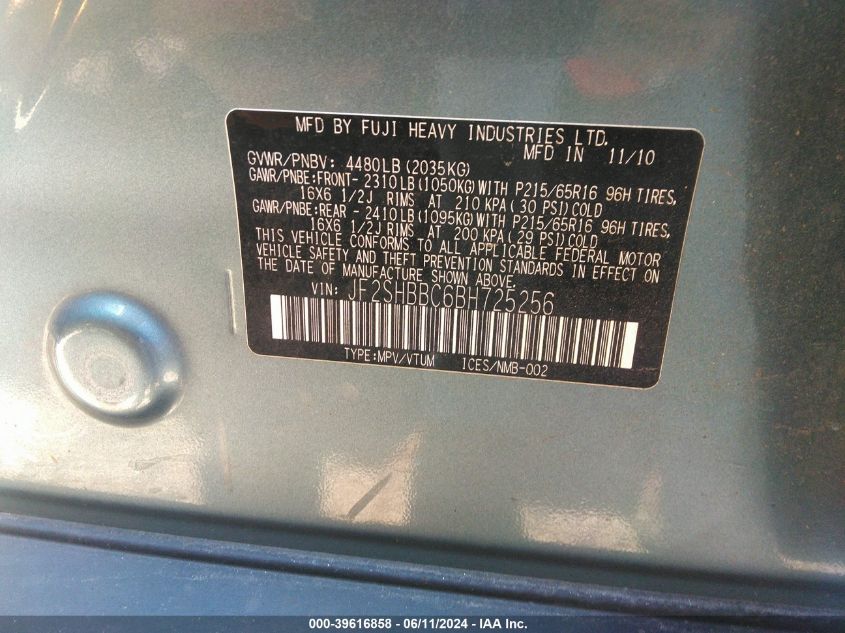 MFD BY FUJI HEAVY INDUSTRIES LTD.
MFD IN 11/10
GVWR/PNBV: 4480LB(2035KG)
GAWR/PNBE:FRONT- 2310LB(1050KG)WITH P215/65R16 96H TIRES,
16X6 1/2J RIMS AT 210 KPA( 30 PSI)COLD
GAWR/PNBE:REAR - 2410LB(1095KG)WITH P215/65R16 96H TIRES,
16X6 1/2J RIMS AT 200 KPA( 29 PSI)COLD
THIS VEHICLE CONFORMS TO ALL APPLICABLE FEDERAL MOTOR
VEHICLE SAFETY AND THEFT PREVENTION STANDARDS IN EFFECT ON
THE DATE OF MANUFACTURE SHOWN ABOVE.
VIN: JF2SHBBC6BH725256
TYPE:MPV/VTUM ICES/NMB-002
000-39616858 - 06/11/2024 - IAA Inc.